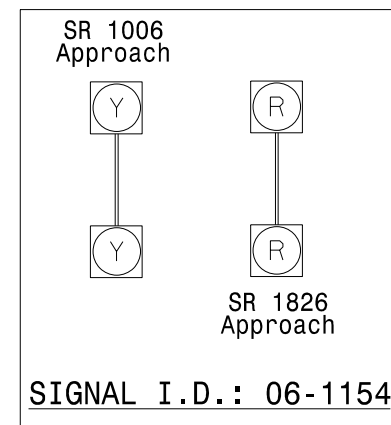 SR 1006
Approach
Y
R
Y
R
SR 1826
Approach
SIGNAL I.D.: 06-1154